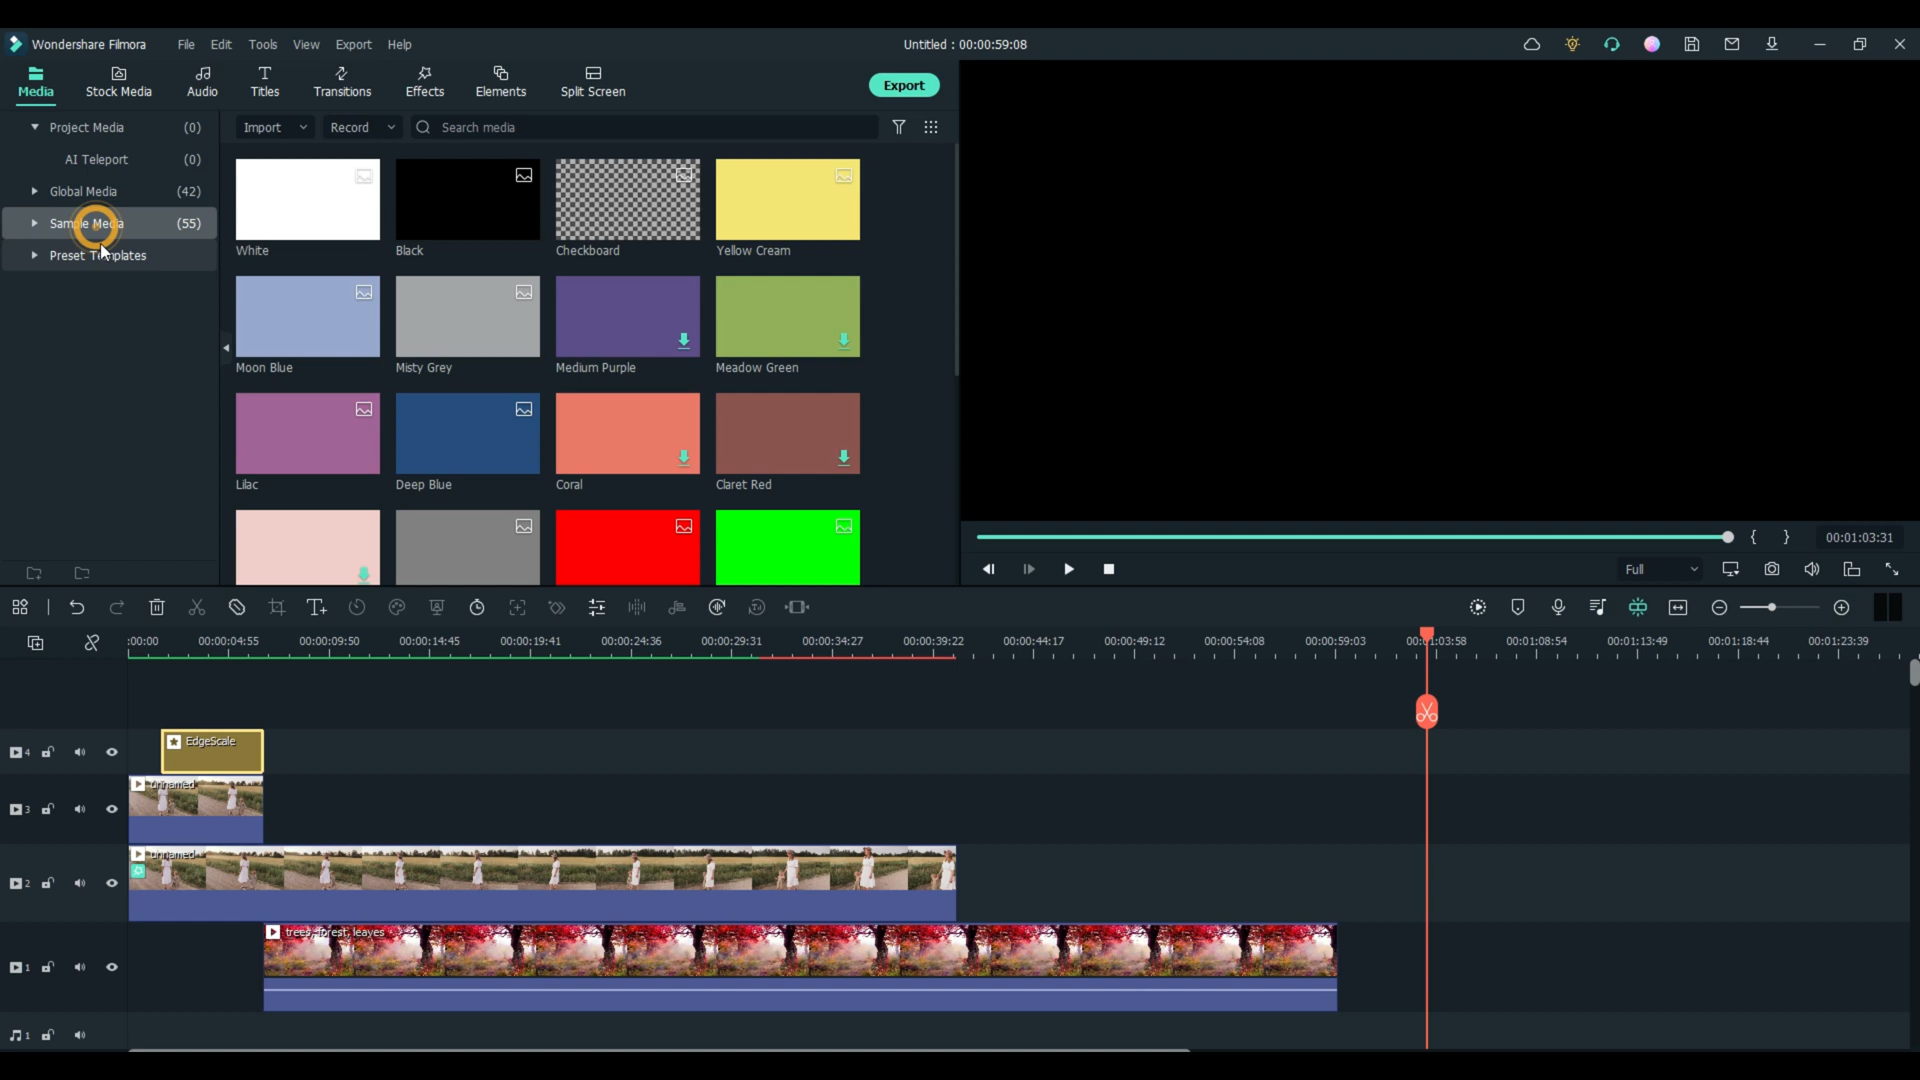 Wondershare Filmora File Edit Tools View Export Help Untitled : 00:00:59:08
Media Stock Media Audio Titles Transitions Effects Elements Split Screen Export
Project Media (0)
AI Teleport (0)
Global Media (42)
Sample Media (55)
Preset Templates
Import Record Search media
White Black Checkboard Yellow Cream
Moon Blue Misty Grey Medium Purple Meadow Green
Lilac Deep Blue Coral Claret Red
00:01:03:31
Full
:00:00 00:00:04:55 00:00:09:50 00:00:14:45 00:00:19:41 00:00:24:36 00:00:29:31 00:00:34:27 00:00:39:22 00:00:44:17 00:00:49:12 00:00:54:08 00:00:59:03 00:01:03:58 00:01:08:54 00:01:13:49 00:01:18:44 00:01:23:39
4 EdgeScale
3 unnamed
2 unnamed
1 trees, forest, leaves
1